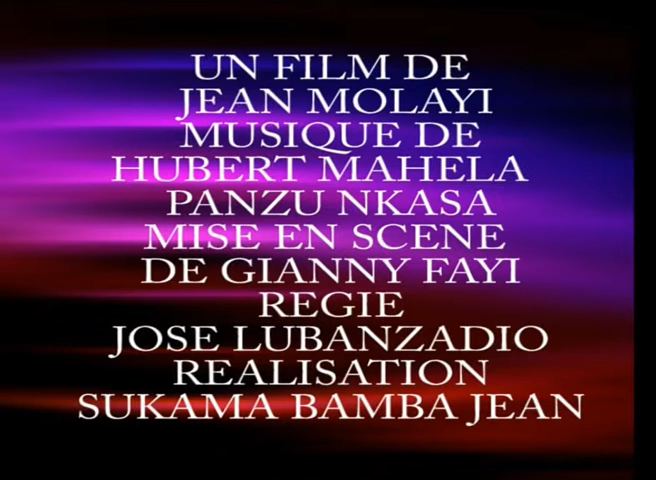 UN FILM DE
JEAN MOLAYI
MUSIQUE DE
HUBERT MAHELA
PANZU NKASA
MISE EN SCENE
DE GIANNY FAYI
REGIE
JOSE LUBANZADIO
REALISATION
SUKAMA BAMBA JEAN